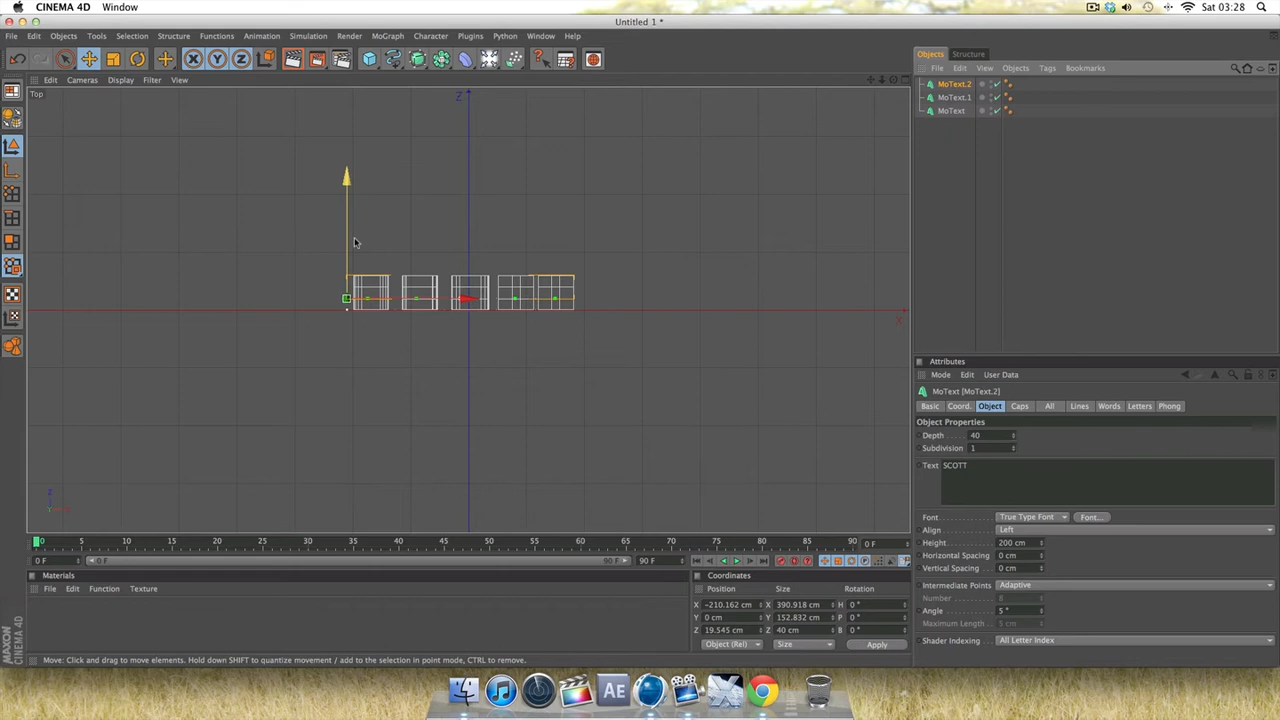 CINEMA 4D Window
Sat 03:28
Untitled 1 *
File Edit Objects Tools Selection Structure Functions Animation Simulation Render MoGraph Character Plugins Python Window Help
X Y Z
Objects Structure
File Edit View Objects Tags Bookmarks
Edit Cameras Display Filter View
Top
Z
X
Z
MoText.2
MoText.1
MoText
Attributes
Mode Edit User Data
MoText [MoText.2]
Basic Coord. Object Caps All Lines Words Letters Phong
Object Properties
Depth 40
Subdivision 1
Text SCOTT
Font True Type Font Font...
Align Left
Height 200 cm
Horizontal Spacing 0 cm
Vertical Spacing 0 cm
Intermediate Points Adaptive
Number 8
Angle 5 °
Maximum Length 5 cm
Shader Indexing All Letter Index
0 5 10 15 20 25 30 35 40 45 50 55 60 65 70 75 80 85 90 0 F
0 F 0 F 90 F 90 F
Materials
File Edit Function Texture
Coordinates
Position Size Rotation
X -210.162 cm X 390.918 cm H 0 °
Y 0 cm Y 152.832 cm P 0 °
Z 19.545 cm Z 40 cm B 0 °
Object (Rel) Size Apply
MAXON CINEMA 4D
Move: Click and drag to move elements. Hold down SHIFT to quantize movement / add to the selection in point mode, CTRL to remove.
AE